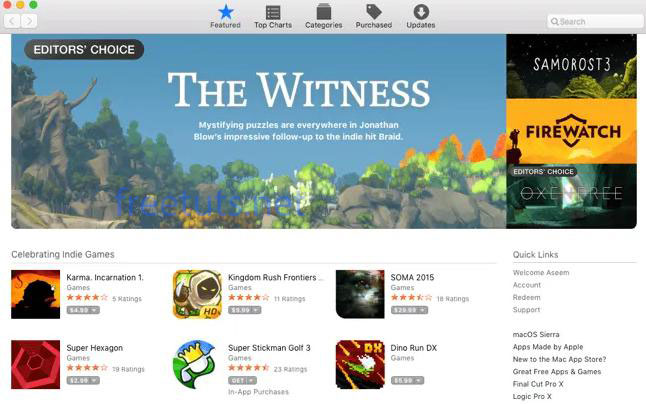 Featured
Top Charts
Categories
Purchased
Updates
Search
EDITORS' CHOICE
THE WITNESS
Mystifying puzzles are everywhere in Jonathan
Blow's impressive follow-up to the indie hit Braid.
freetuts.net
SAMOROST3
FIREWATCH
EDITORS' CHOICE
OXENFREE
Celebrating Indie Games
Karma. Incarnation 1.
Games
5 Ratings
$4.99
Kingdom Rush Frontiers ...
Games
11 Ratings
$9.99
HD
SOMA 2015
Games
18 Ratings
$29.99
Super Hexagon
Games
19 Ratings
$2.99
Super Stickman Golf 3
Games
23 Ratings
GET
In-App Purchases
DX
Dino Run DX
Games
$5.99
Quick Links
Welcome Aseem
Account
Redeem
Support
macOS Sierra
Apps Made by Apple
New to the Mac App Store?
Great Free Apps & Games
Final Cut Pro X
Logic Pro X